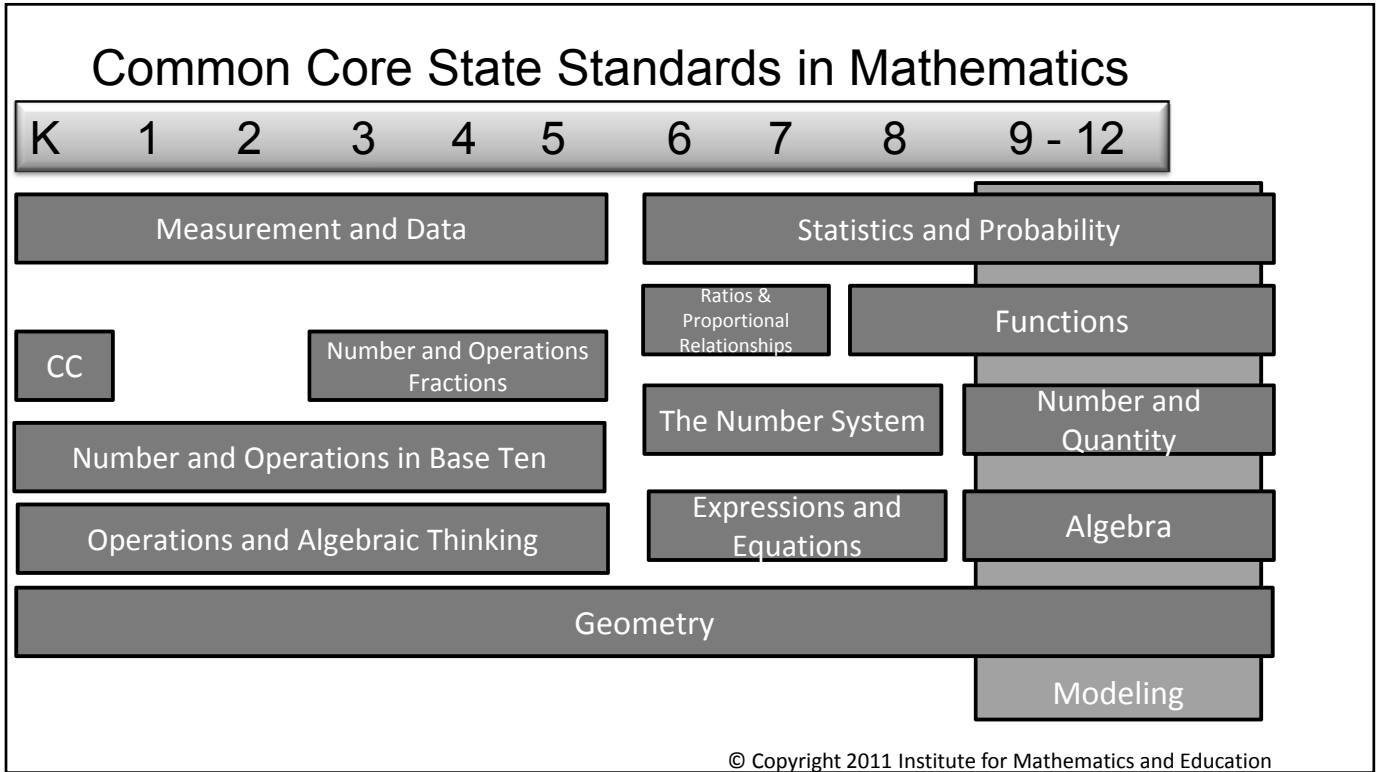 Common Core State Standards in Mathematics
K 1 2 3 4 5 6 7 8 9 - 12
Measurement and Data
Statistics and Probability
Ratios &
Proportional
Relationships
Functions
CC
Number and Operations
Fractions
The Number System
Number and
Quantity
Number and Operations in Base Ten
Expressions and
Equations
Algebra
Operations and Algebraic Thinking
Geometry
Modeling
© Copyright 2011 Institute for Mathematics and Education